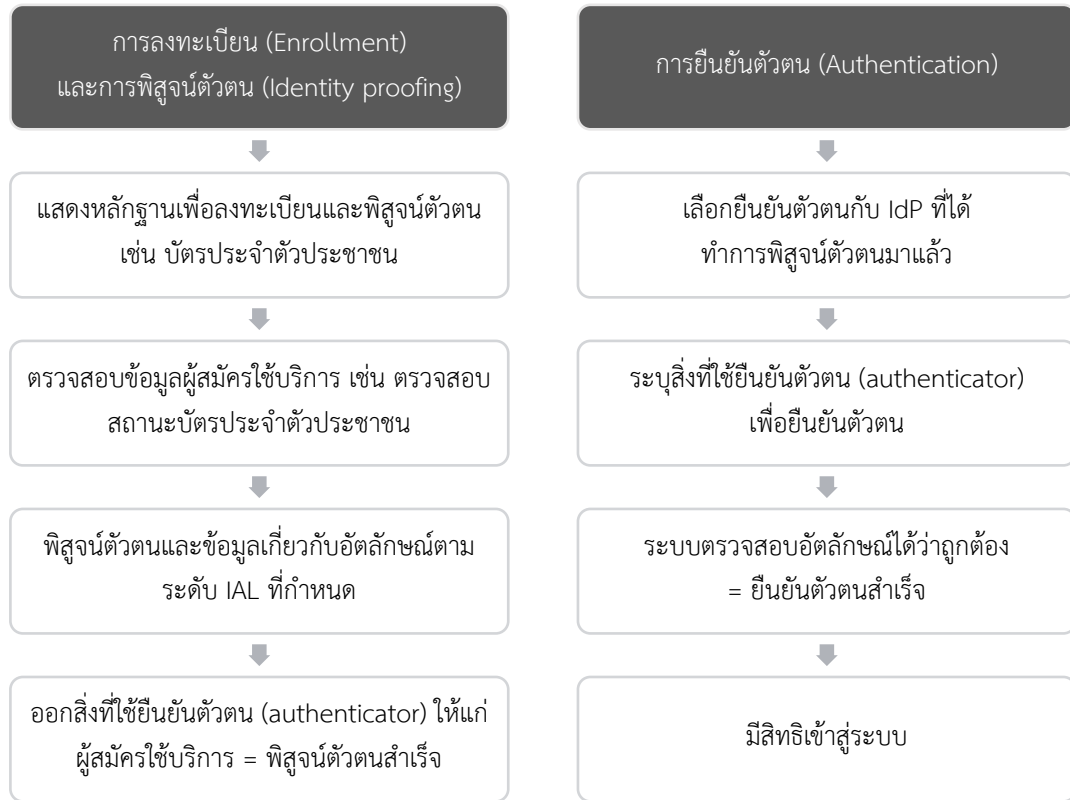 การลงทะเบียน (Enrollment)
และการพิสูจน์ตัวตน (Identity proofing)
แสดงหลักฐานเพื่อลงทะเบียนและพิสูจน์ตัวตน
เช่น บัตรประจำตัวประชาชน
ตรวจสอบข้อมูลผู้สมัครใช้บริการ เช่น ตรวจสอบ
สถานะบัตรประจำตัวประชาชน
พิสูจน์ตัวตนและข้อมูลเกี่ยวกับอัตลักษณ์ตาม
ระดับ IAL ที่กำหนด
ออกสิ่งที่ใช้ยืนยันตัวตน (authenticator) ให้แก่
ผู้สมัครใช้บริการ = พิสูจน์ตัวตนสำเร็จ
การยืนยันตัวตน (Authentication)
เลือกยืนยันตัวตนกับ IdP ที่ได้
ทำการพิสูจน์ตัวตนมาแล้ว
ระบุสิ่งที่ใช้ยืนยันตัวตน (authenticator)
เพื่อยืนยันตัวตน
ระบบตรวจสอบอัตลักษณ์ได้ว่าถูกต้อง
= ยืนยันตัวตนสำเร็จ
มีสิทธิเข้าสู่ระบบ